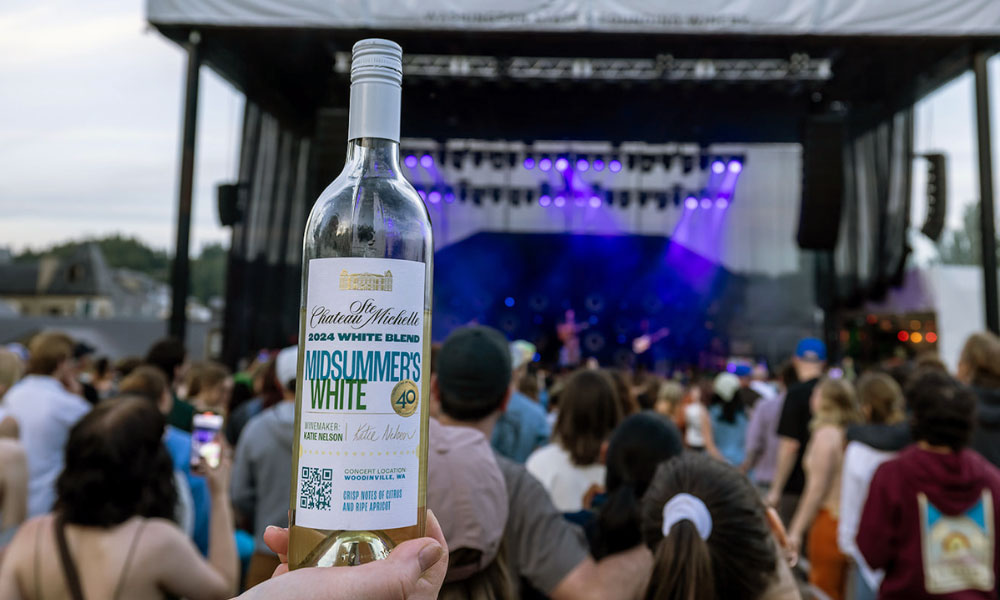 Ste
Chateau Michelle
2024 WHITE BLEND
MIDSUMMER'S
WHITE
40
WINEMAKER:
KATIE NELSON
Katie Nelson
CONCERT LOCATION
WOODINVILLE, WA
CRISP NOTES OF CITRUS
AND RIPE APRICOT